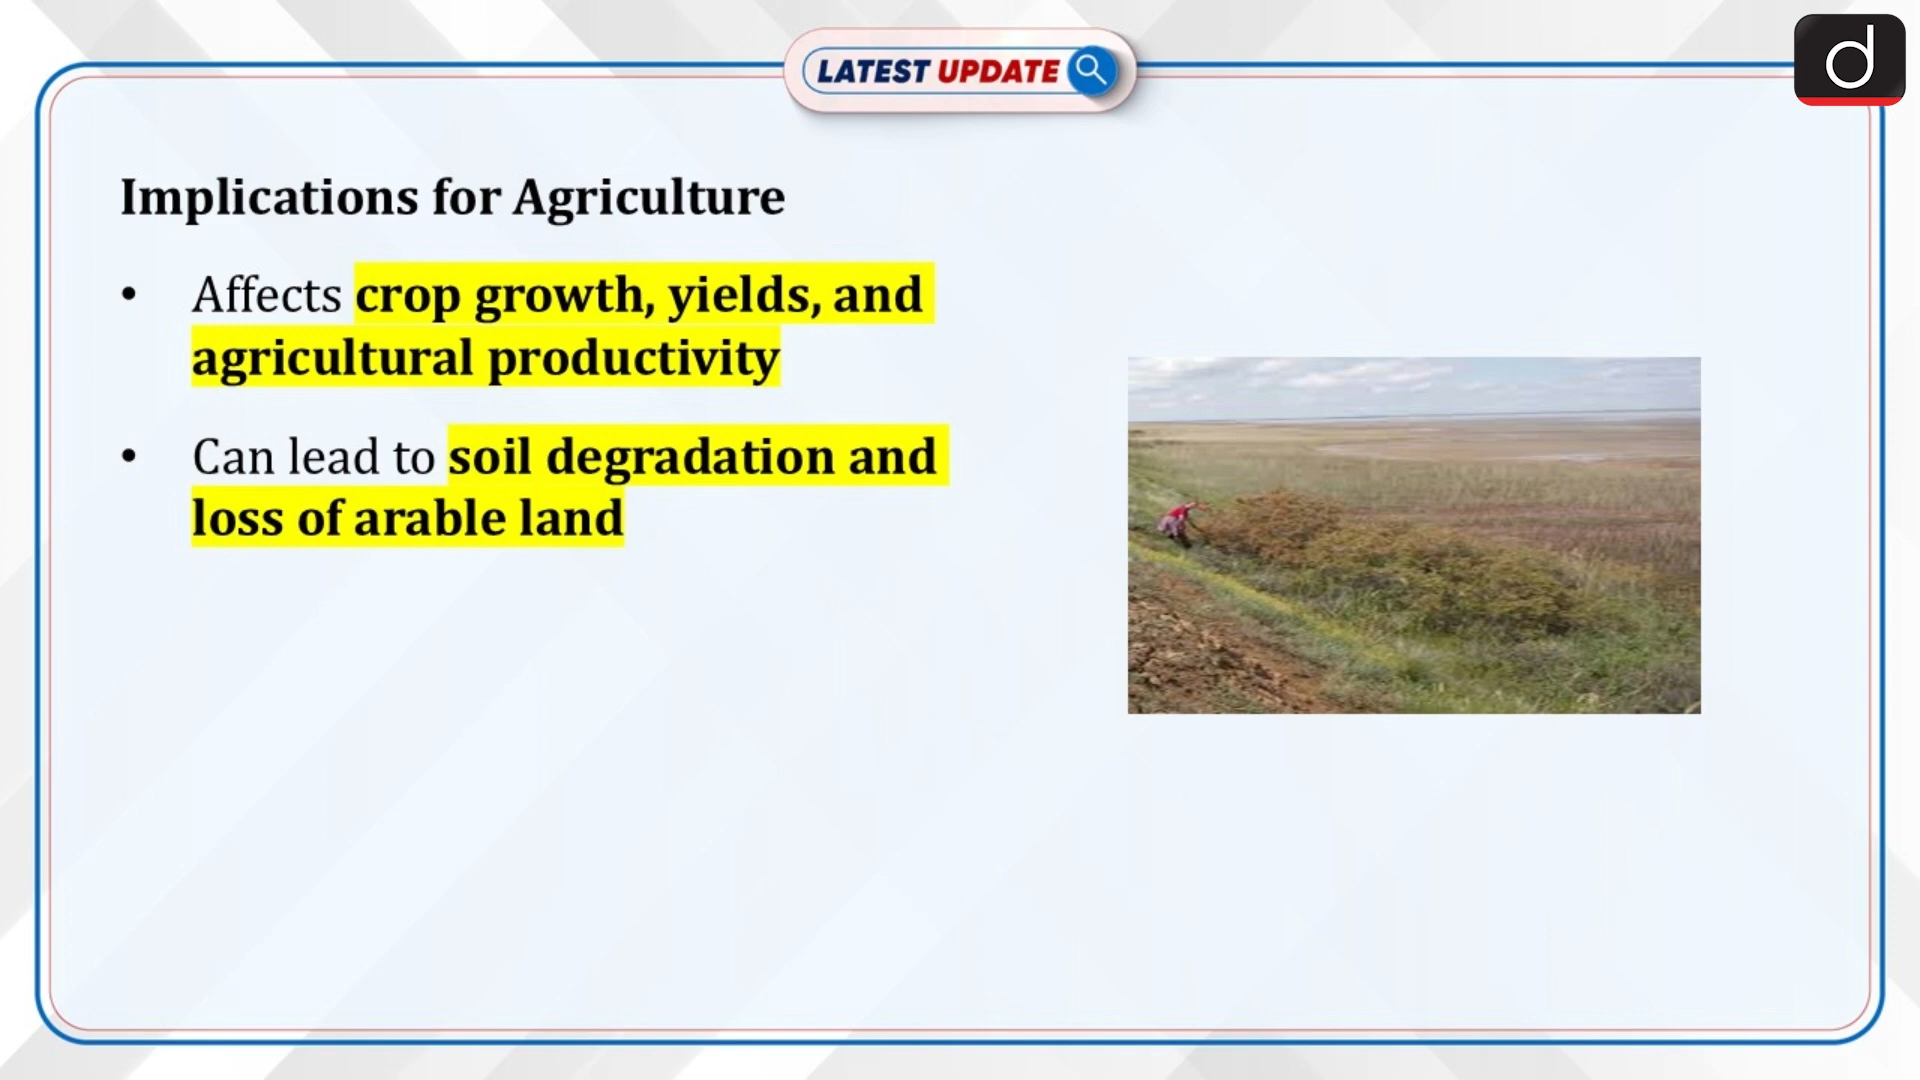 LATEST UPDATE
d
Implications for Agriculture
• Affects crop growth, yields, and
agricultural productivity
• Can lead to soil degradation and
loss of arable land